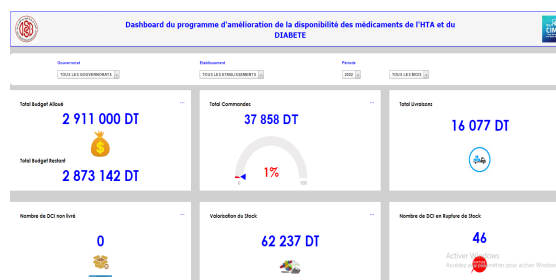 Dashboard du programme d'amélioration de la disponibilité des médicaments de l'HTA et du
DIABETE
Gouvernorat
Etablissement
Période
TOUS LES GOUVERNORATS
TOUS LES ETABLISSEMENTS
2022
TOUS LES MOIS
Total Budget Alloué
2 911 000 DT
Total Budget Restant
2 873 142 DT
Total Commandes
37 858 DT
1%
0
100
Total Livraisons
16 077 DT
Nombre de DCI non livré
0
Valorisation du Stock
62 237 DT
Nombre de DCI en Rupture de Stock
46
Activer Windows